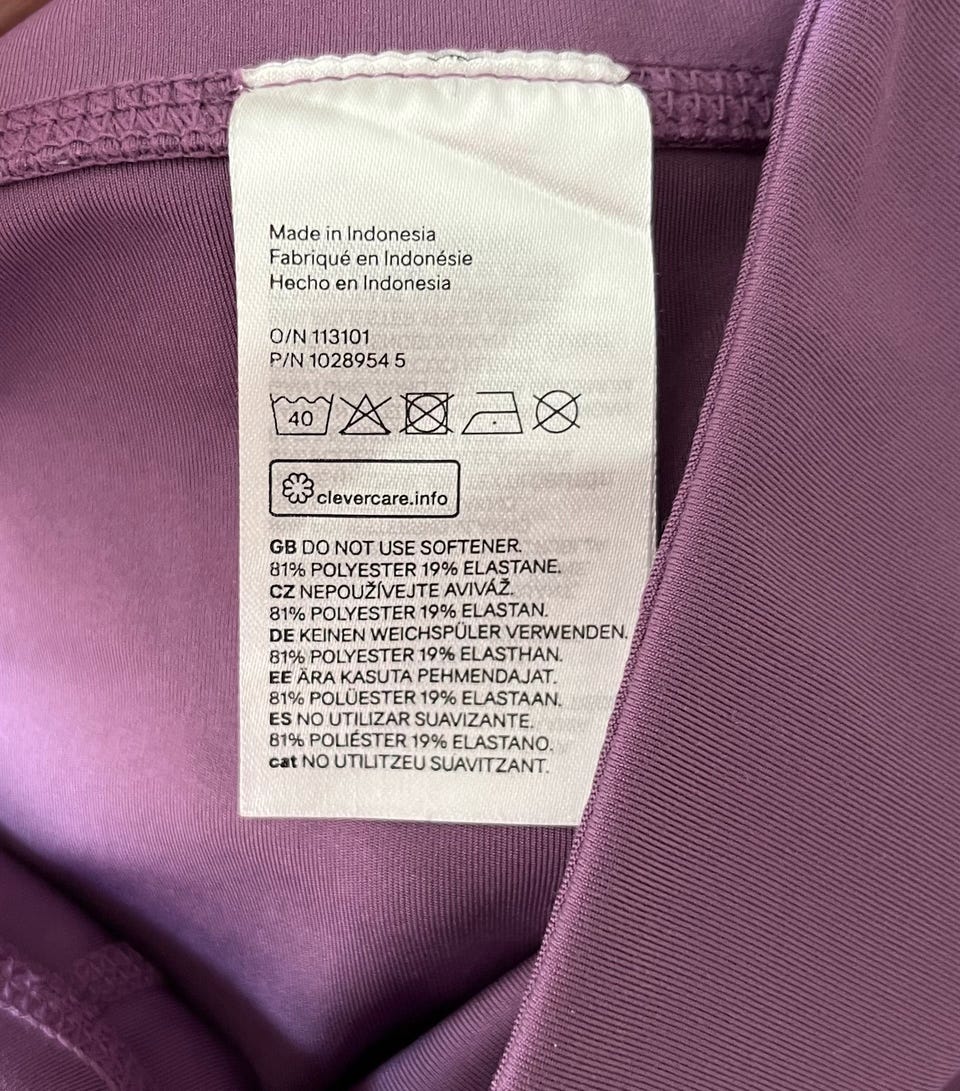 Made in Indonesia
Fabriqué en Indonésie
Hecho en Indonesia
O/N 113101
P/N 1028954 5
40
clevercare.info
GB DO NOT USE SOFTENER.
81% POLYESTER 19% ELASTANE.
CZ NEPOUŽÍVEJTE AVIVÁŽ.
81% POLYESTER 19% ELASTAN.
DE KEINEN WEICHSPÜLER VERWENDEN.
81% POLYESTER 19% ELASTHAN.
EE ÄRA KASUTA PEHMENDAJAT.
81% POLÜESTER 19% ELASTAAN.
ES NO UTILIZAR SUAVIZANTE.
81% POLIÉSTER 19% ELASTANO.
cat NO UTILITZEU SUAVITZANT.